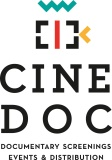 CINE
DOC
DOCUMENTARY SCREENINGS
EVENTS & DISTRIBUTION